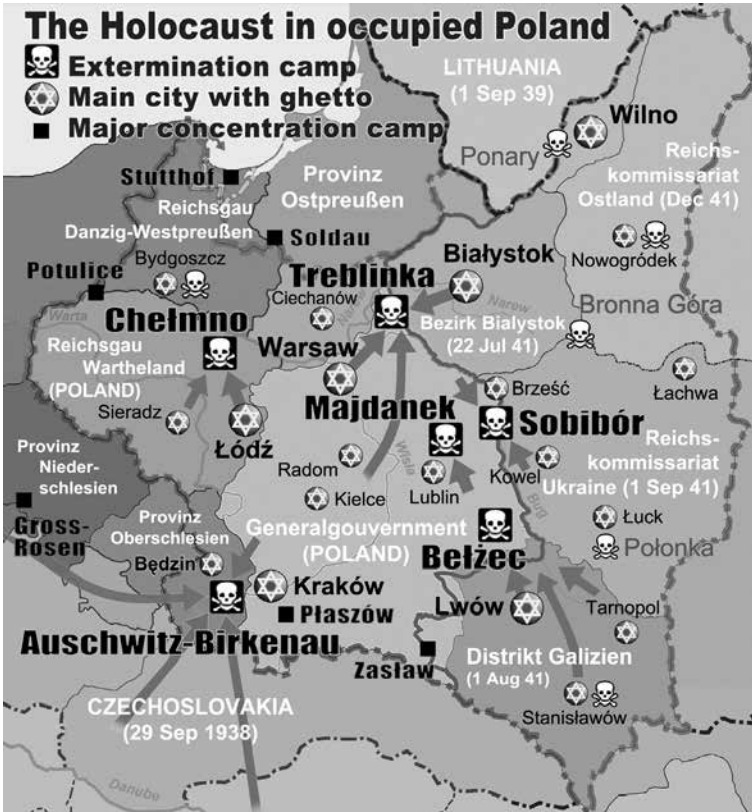 The Holocaust in occupied Poland
Extermination camp
Main city with ghetto
Major concentration camp
LITHUANIA
(1 Sep 39)
Wilno
Ponary
Reichs-
kommissariat
Ostland (Dec 41)
Stutthof
Provinz
Ostpreußen
Reichsgau
Danzig-Westpreußen
Soldau
Nowogródek
Bydgoszcz
Białystok
Potulice
Treblinka
Ciechanów
Narew
Bronna Góra
Warta
Chełmno
Bezirk Bialystok
(22 Jul 41)
Reichsgau
Wartheland
(POLAND)
Warsaw
Brześć
Łachwa
Sieradz
Majdanek
Sobibór
Łódź
Provinz
Nieder-
schlesien
Wisła
Reichs-
kommissariat
Ukraine (1 Sep 41)
Radom
Lublin
Kowel
Kielce
Bug
Gross-
Rosen
Provinz
Oberschlesien
Generalgouvernment
(POLAND)
Łuck
Połonka
Będzin
Bełżec
Kraków
Płaszów
Lwów
Tarnopol
Auschwitz-Birkenau
Zasław
Distrikt Galizien
(1 Aug 41)
CZECHOSLOVAKIA
(29 Sep 1938)
Stanisławów
Danube